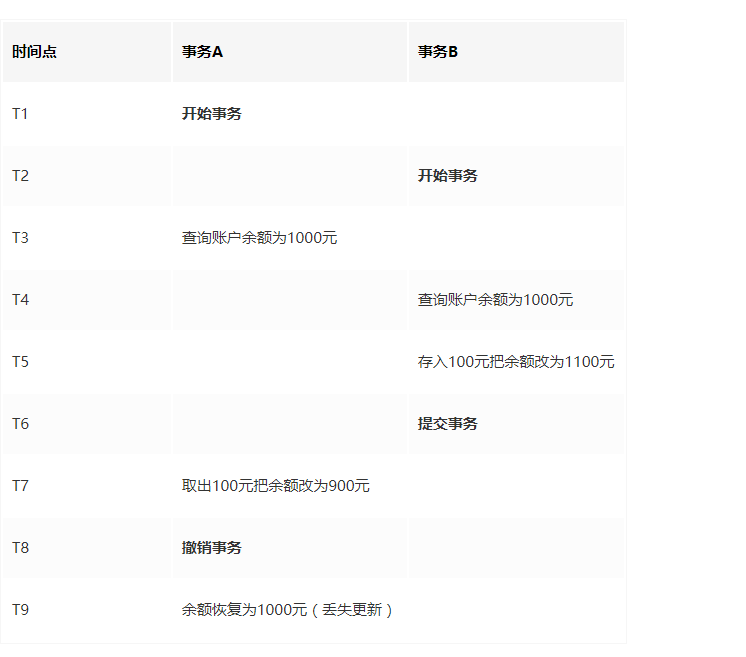 时间点 事务A 事务B
T1 开始事务
T2 开始事务
T3 查询账户余额为1000元
T4 查询账户余额为1000元
T5 存入100元把余额改为1100元
T6 提交事务
T7 取出100元把余额改为900元
T8 撤销事务
T9 余额恢复为1000元（丢失更新）